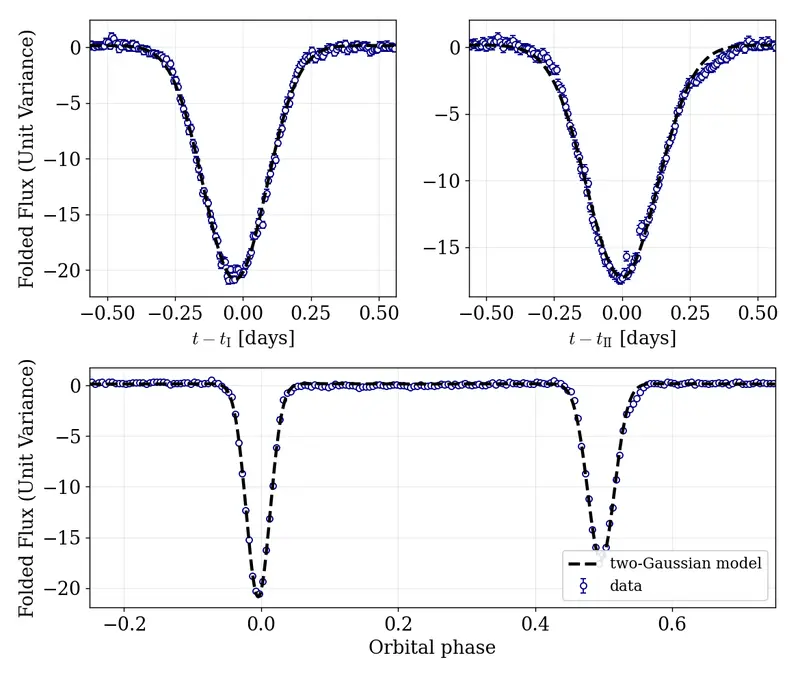 Folded Flux (Unit Variance)
0
−5
−10
−15
−20
−0.50 −0.25 0.00 0.25 0.50
t − tI [days]
0
−5
−10
−15
−0.50 −0.25 0.00 0.25 0.50
t − tII [days]
Folded Flux (Unit Variance)
0
−5
−10
−15
−20
−0.2 0.0 0.2 0.4 0.6
Orbital phase
two-Gaussian model
data